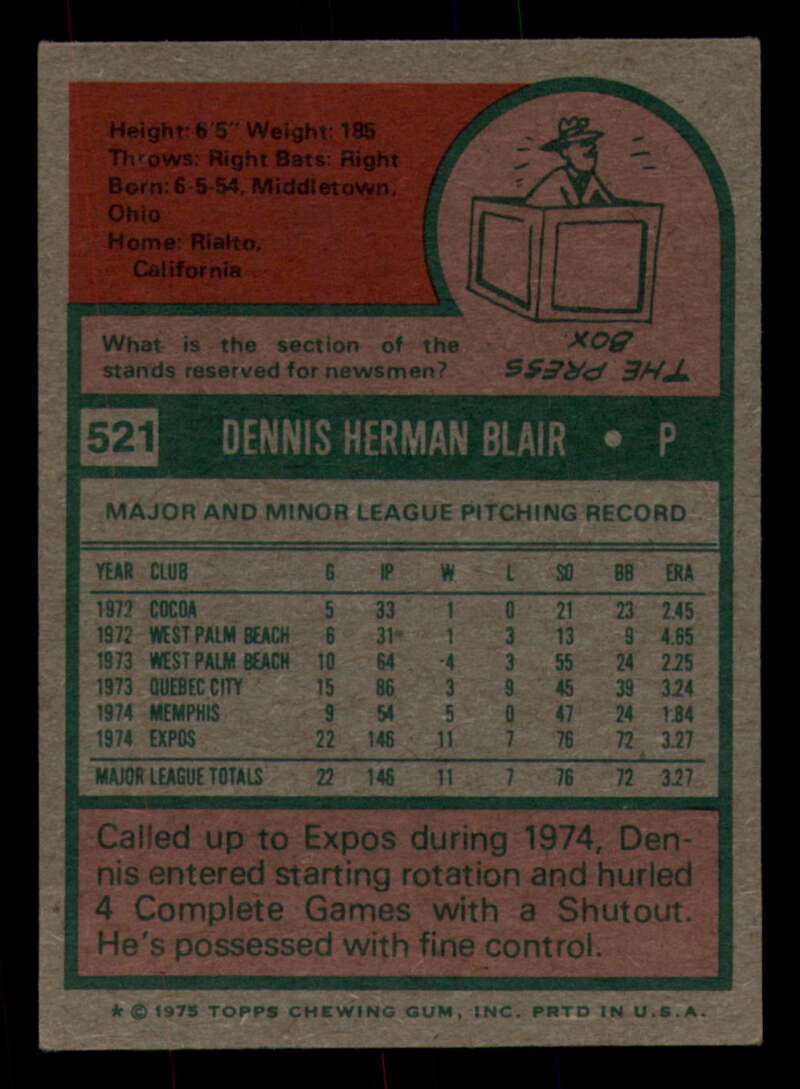 Height: 6'5" Weight: 185
Throws: Right Bats: Right
Born: 6-5-54, Middletown,
Ohio
Home: Rialto,
California
What is the section of the
stands reserved for newsmen?
THE PRESS
BOX
521 DENNIS HERMAN BLAIR • P
MAJOR AND MINOR LEAGUE PITCHING RECORD
YEAR CLUB G IP W L SO BB ERA
1972 COCOA 5 33 1 0 21 23 2.45
1972 WEST PALM BEACH 6 31 1 3 13 9 4.65
1973 WEST PALM BEACH 10 64 4 3 55 24 2.25
1973 QUEBEC CITY 15 86 3 9 45 39 3.24
1974 MEMPHIS 9 54 5 0 47 24 1.84
1974 EXPOS 22 146 11 7 76 72 3.27
MAJOR LEAGUE TOTALS 22 146 11 7 76 72 3.27
Called up to Expos during 1974, Den-
nis entered starting rotation and hurled
4 Complete Games with a Shutout.
He's possessed with fine control.
* © 1975 TOPPS CHEWING GUM, INC. PRTD IN U.S.A.